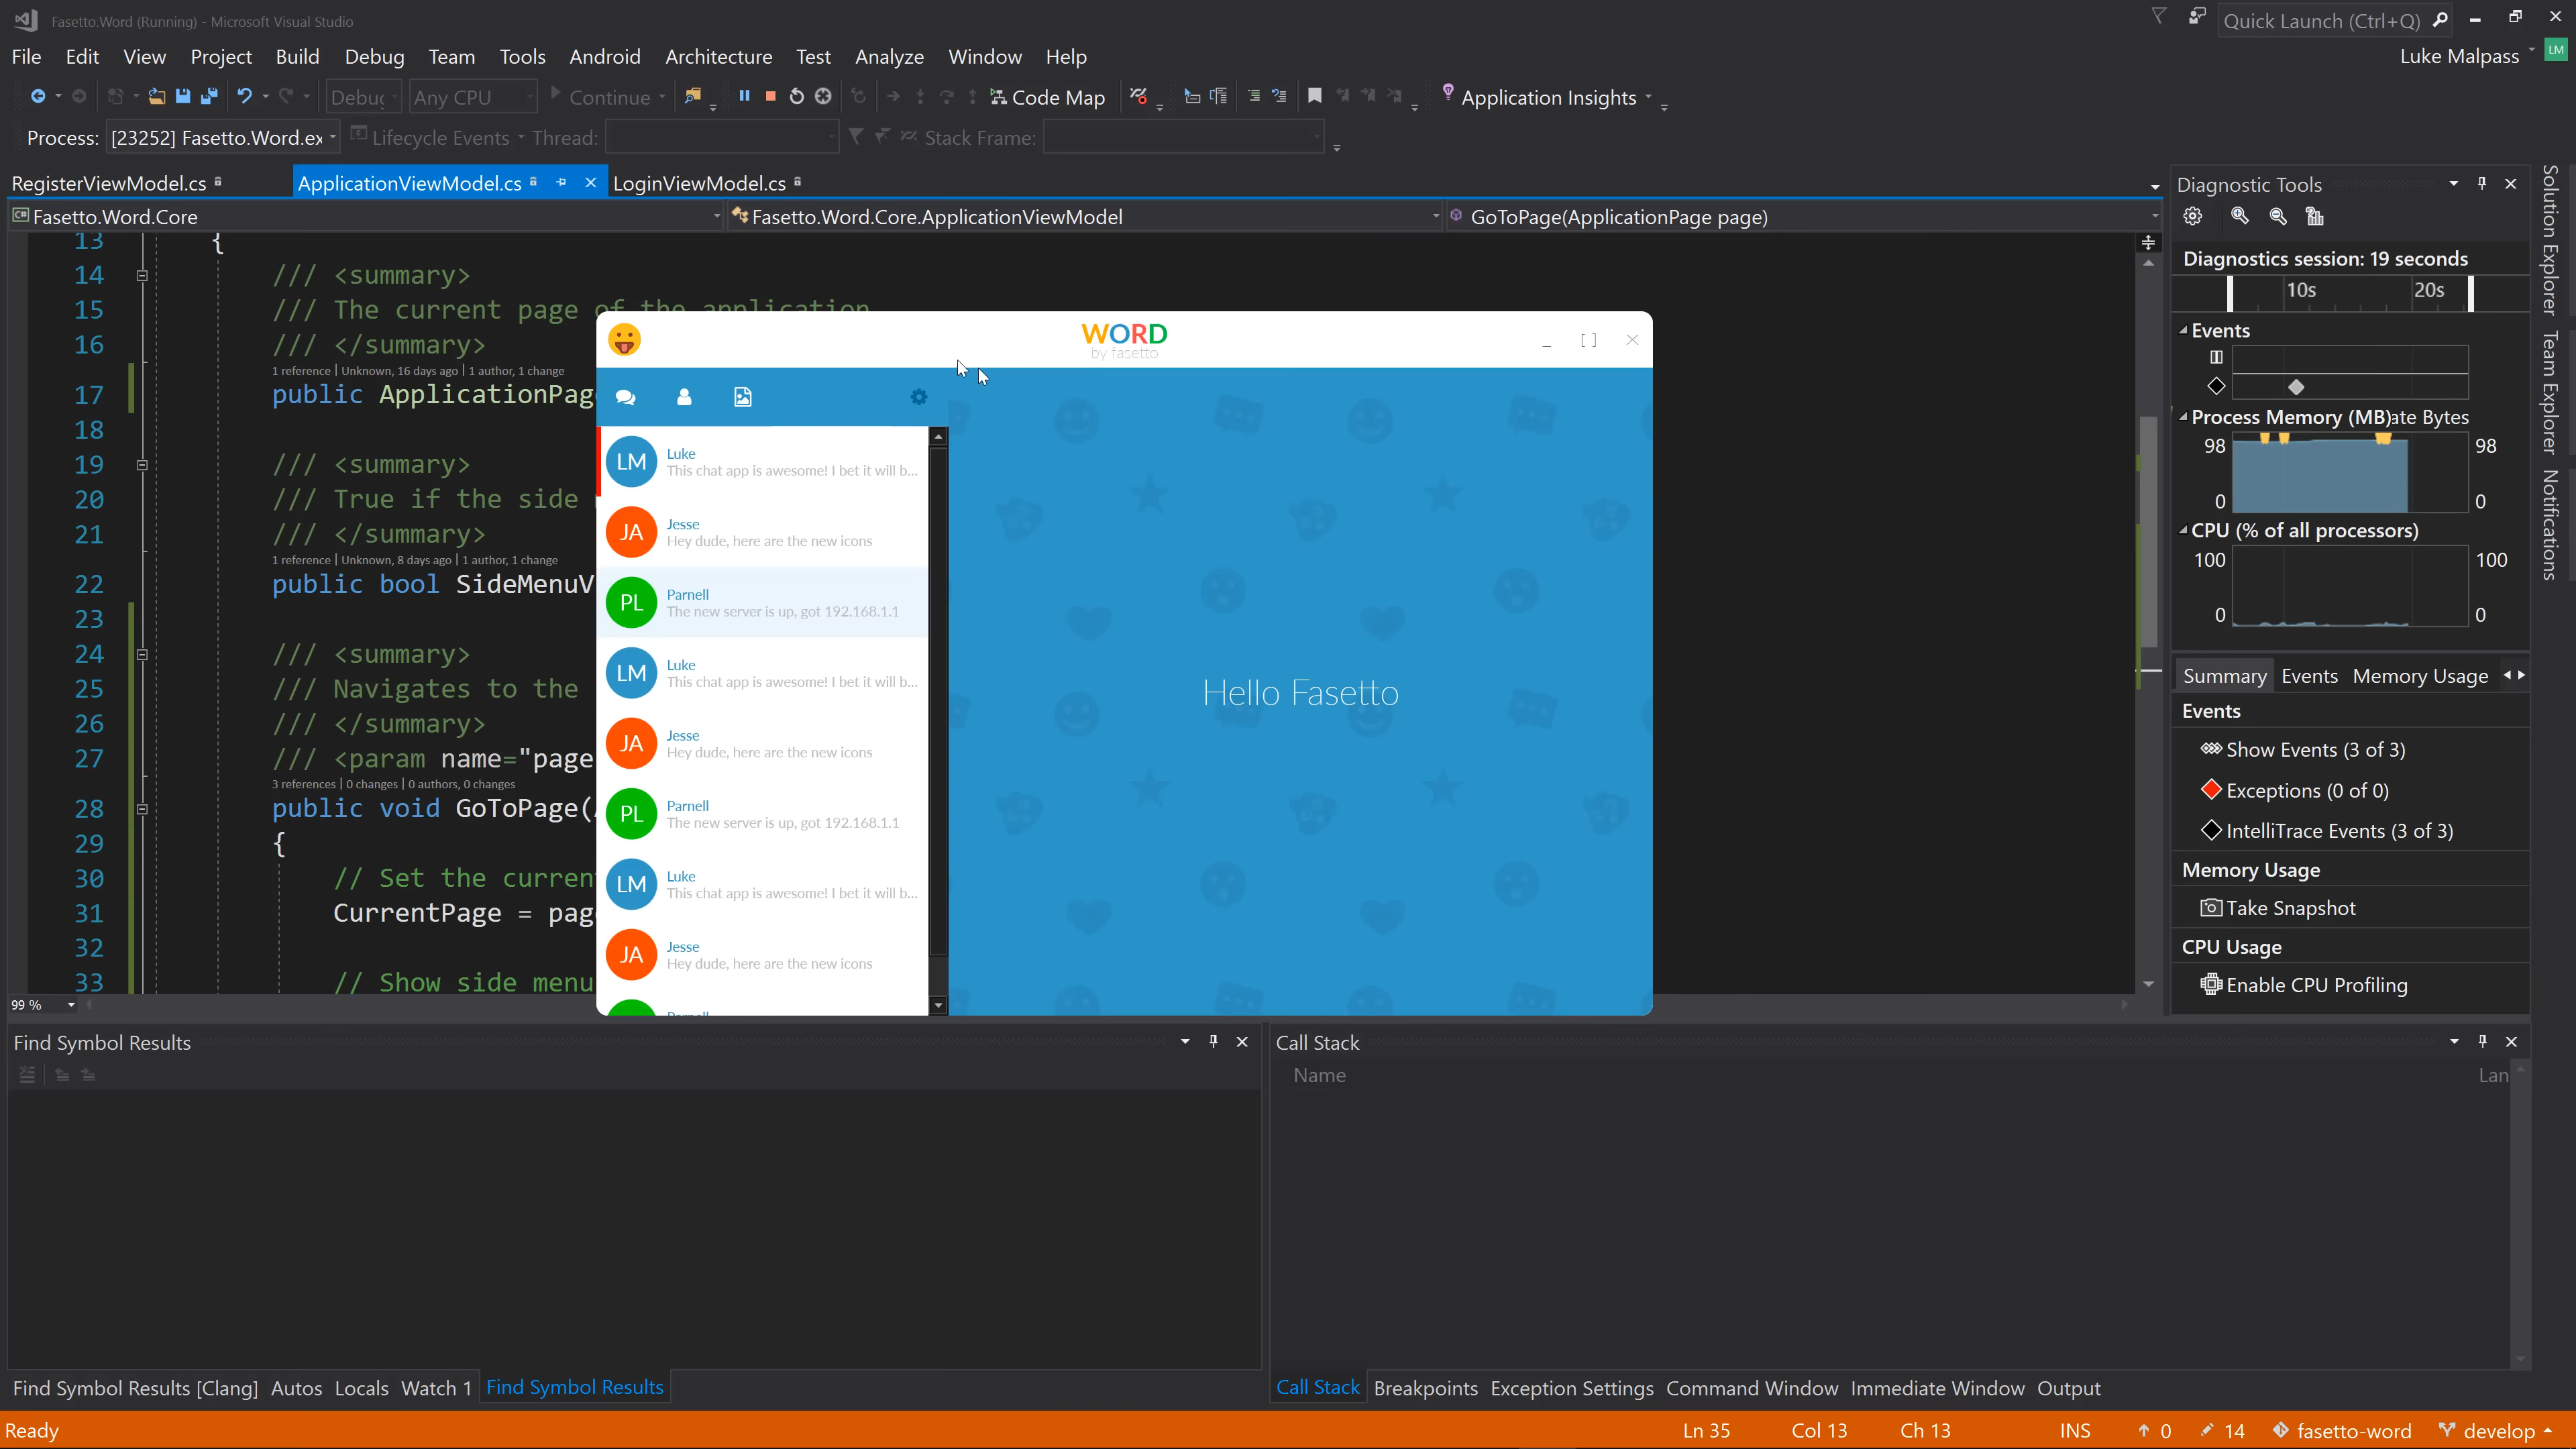 Fasetto.Word (Running) - Microsoft Visual Studio
Quick Launch (Ctrl+Q)
File Edit View Project Build Debug Team Tools Android Architecture Test Analyze Window Help
Luke Malpass LM
Any CPU Continue Code Map Application Insights
Process: [23252] Fasetto.Word.ex Lifecycle Events Thread: Stack Frame:
RegisterViewModel.cs ApplicationViewModel.cs LoginViewModel.cs
Fasetto.Word.Core Fasetto.Word.Core.ApplicationViewModel GoToPage(ApplicationPage page)
13 {
14 /// <summary>
15 /// The current page of the application
16 /// </summary>
1 reference | Unknown, 16 days ago | 1 author, 1 change
17 public ApplicationPag
18
19 /// <summary>
20 /// True if the side
21 /// </summary>
1 reference | Unknown, 8 days ago | 1 author, 1 change
22 public bool SideMenuV
23
24 /// <summary>
25 /// Navigates to the
26 /// </summary>
27 /// <param name="page
3 references | 0 changes | 0 authors, 0 changes
28 public void GoToPage(
29 {
30 // Set the curren
31 CurrentPage = pag
32
33 // Show side menu
99 %
WORD
by fasetto
LM Luke
This chat app is awesome! I bet it will b...
JA Jesse
Hey dude, here are the new icons
PL Parnell
The new server is up, got 192.168.1.1
LM Luke
This chat app is awesome! I bet it will b...
JA Jesse
Hey dude, here are the new icons
PL Parnell
The new server is up, got 192.168.1.1
LM Luke
This chat app is awesome! I bet it will b...
JA Jesse
Hey dude, here are the new icons
Hello Fasetto
Diagnostic Tools
Diagnostics session: 19 seconds
10s 20s
Events
Process Memory (MB) ate Bytes
98 98
0 0
CPU (% of all processors)
100 100
0 0
Summary Events Memory Usage
Events
Show Events (3 of 3)
Exceptions (0 of 0)
IntelliTrace Events (3 of 3)
Memory Usage
Take Snapshot
CPU Usage
Enable CPU Profiling
Solution Explorer
Team Explorer
Notifications
Find Symbol Results
Call Stack
Name Lan
Find Symbol Results [Clang] Autos Locals Watch 1 Find Symbol Results
Call Stack Breakpoints Exception Settings Command Window Immediate Window Output
Ready Ln 35 Col 13 Ch 13 INS 0 14 fasetto-word develop